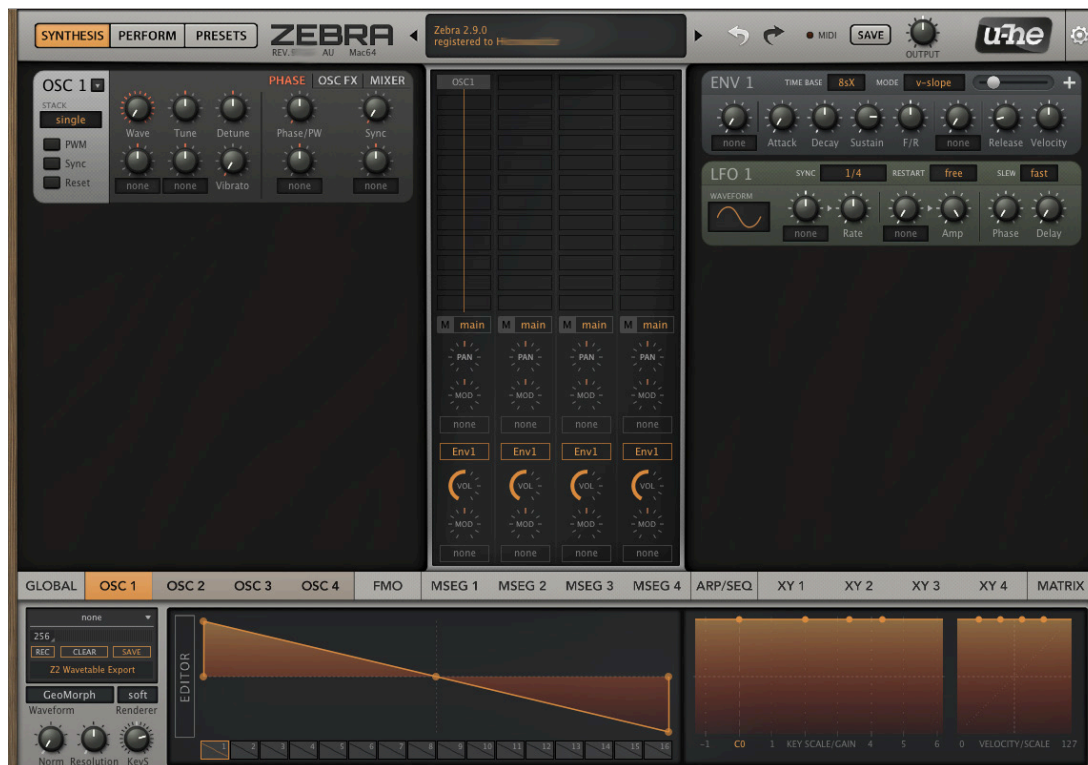 SYNTHESIS PERFORM PRESETS
ZEBRA
REV. AU Mac64
Zebra 2.9.0
registered to
MIDI SAVE
OUTPUT
u-he
OSC 1
PHASE OSC FX MIXER
STACK
single
PWM
Sync
Reset
Wave Tune Detune Phase/PW Sync
none none Vibrato none none
OSC1
M main M main M main M main
PAN PAN PAN PAN
MOD MOD MOD MOD
none none none none
Env1 Env1 Env1 Env1
VOL VOL VOL VOL
MOD MOD MOD MOD
none none none none
ENV 1 TIME BASE 8sX MODE v-slope +
none Attack Decay Sustain F/R none Release Velocity
LFO 1 SYNC 1/4 RESTART free SLEW fast
WAVEFORM
none Rate none Amp Phase Delay
GLOBAL OSC 1 OSC 2 OSC 3 OSC 4 FMO MSEG 1 MSEG 2 MSEG 3 MSEG 4 ARP/SEQ XY 1 XY 2 XY 3 XY 4 MATRIX
none
256
REC CLEAR SAVE
Z2 Wavetable Export
GeoMorph soft
Waveform Renderer
Norm Resolution KeyS
EDITOR
1 2 3 4 5 6 7 8 9 10 11 12 13 14 15 16
-1 C0 1 KEY SCALE/GAIN 4 5 6
0 VELOCITY/SCALE 127